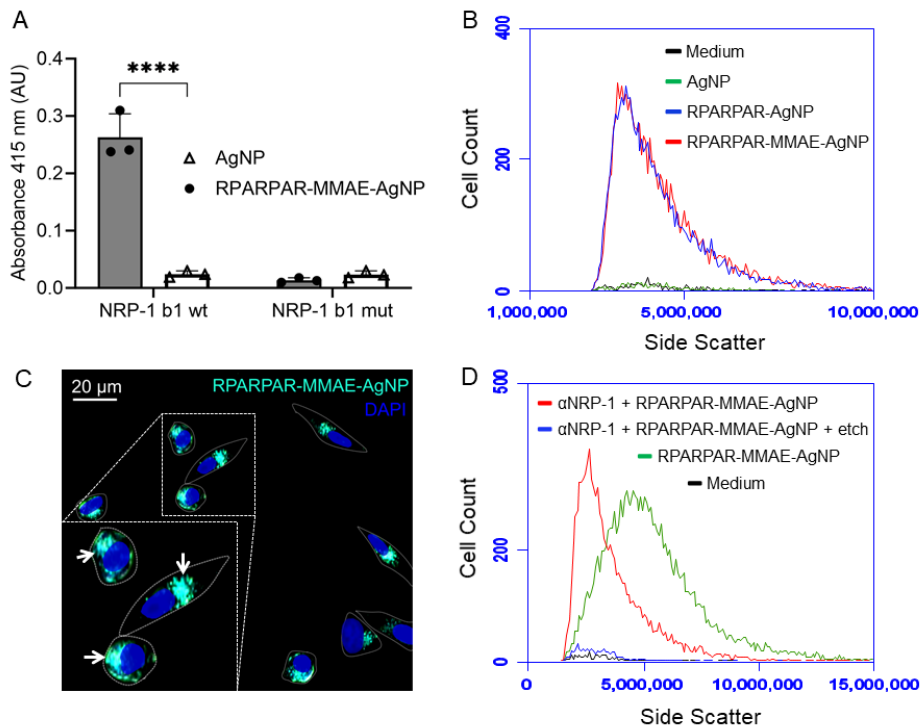 A
Absorbance 415 nm (AU)
0.4
0.3
0.2
0.1
0.0
****
AgNP
RPARPAR-MMAE-AgNP
NRP-1 b1 wt
NRP-1 b1 mut
B
Cell Count
400
200
0
Medium
AgNP
RPARPAR-AgNP
RPARPAR-MMAE-AgNP
1,000,000
5,000,000
10,000,000
Side Scatter
C
20 µm
RPARPAR-MMAE-AgNP
DAPI
D
Cell Count
500
200
0
αNRP-1 + RPARPAR-MMAE-AgNP
αNRP-1 + RPARPAR-MMAE-AgNP + etch
RPARPAR-MMAE-AgNP
Medium
0
5,000,000
10,000,000
15,000,000
Side Scatter